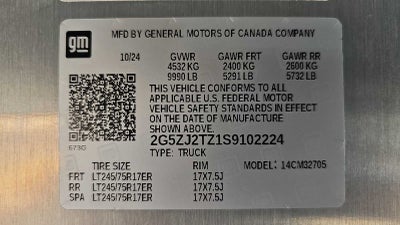 gm
MFD BY GENERAL MOTORS OF CANADA COMPANY
10/24 GVWR GAWR FRT GAWR RR
4532 KG 2400 KG 2600 KG
9990 LB 5291 LB 5732 LB
THIS VEHICLE CONFORMS TO ALL
APPLICABLE U.S. FEDERAL MOTOR
VEHICLE SAFETY STANDARDS IN EFFECT
ON THE DATE OF MANUFACTURE
SHOWN ABOVE.
2G5ZJ2TZ1S9102224
TYPE: TRUCK
673G
TIRE SIZE RIM MODEL: 14CM32705
FRT LT245/75R17ER 17X7.5J
RR LT245/75R17ER 17X7.5J
SPA LT245/75R17ER 17X7.5J